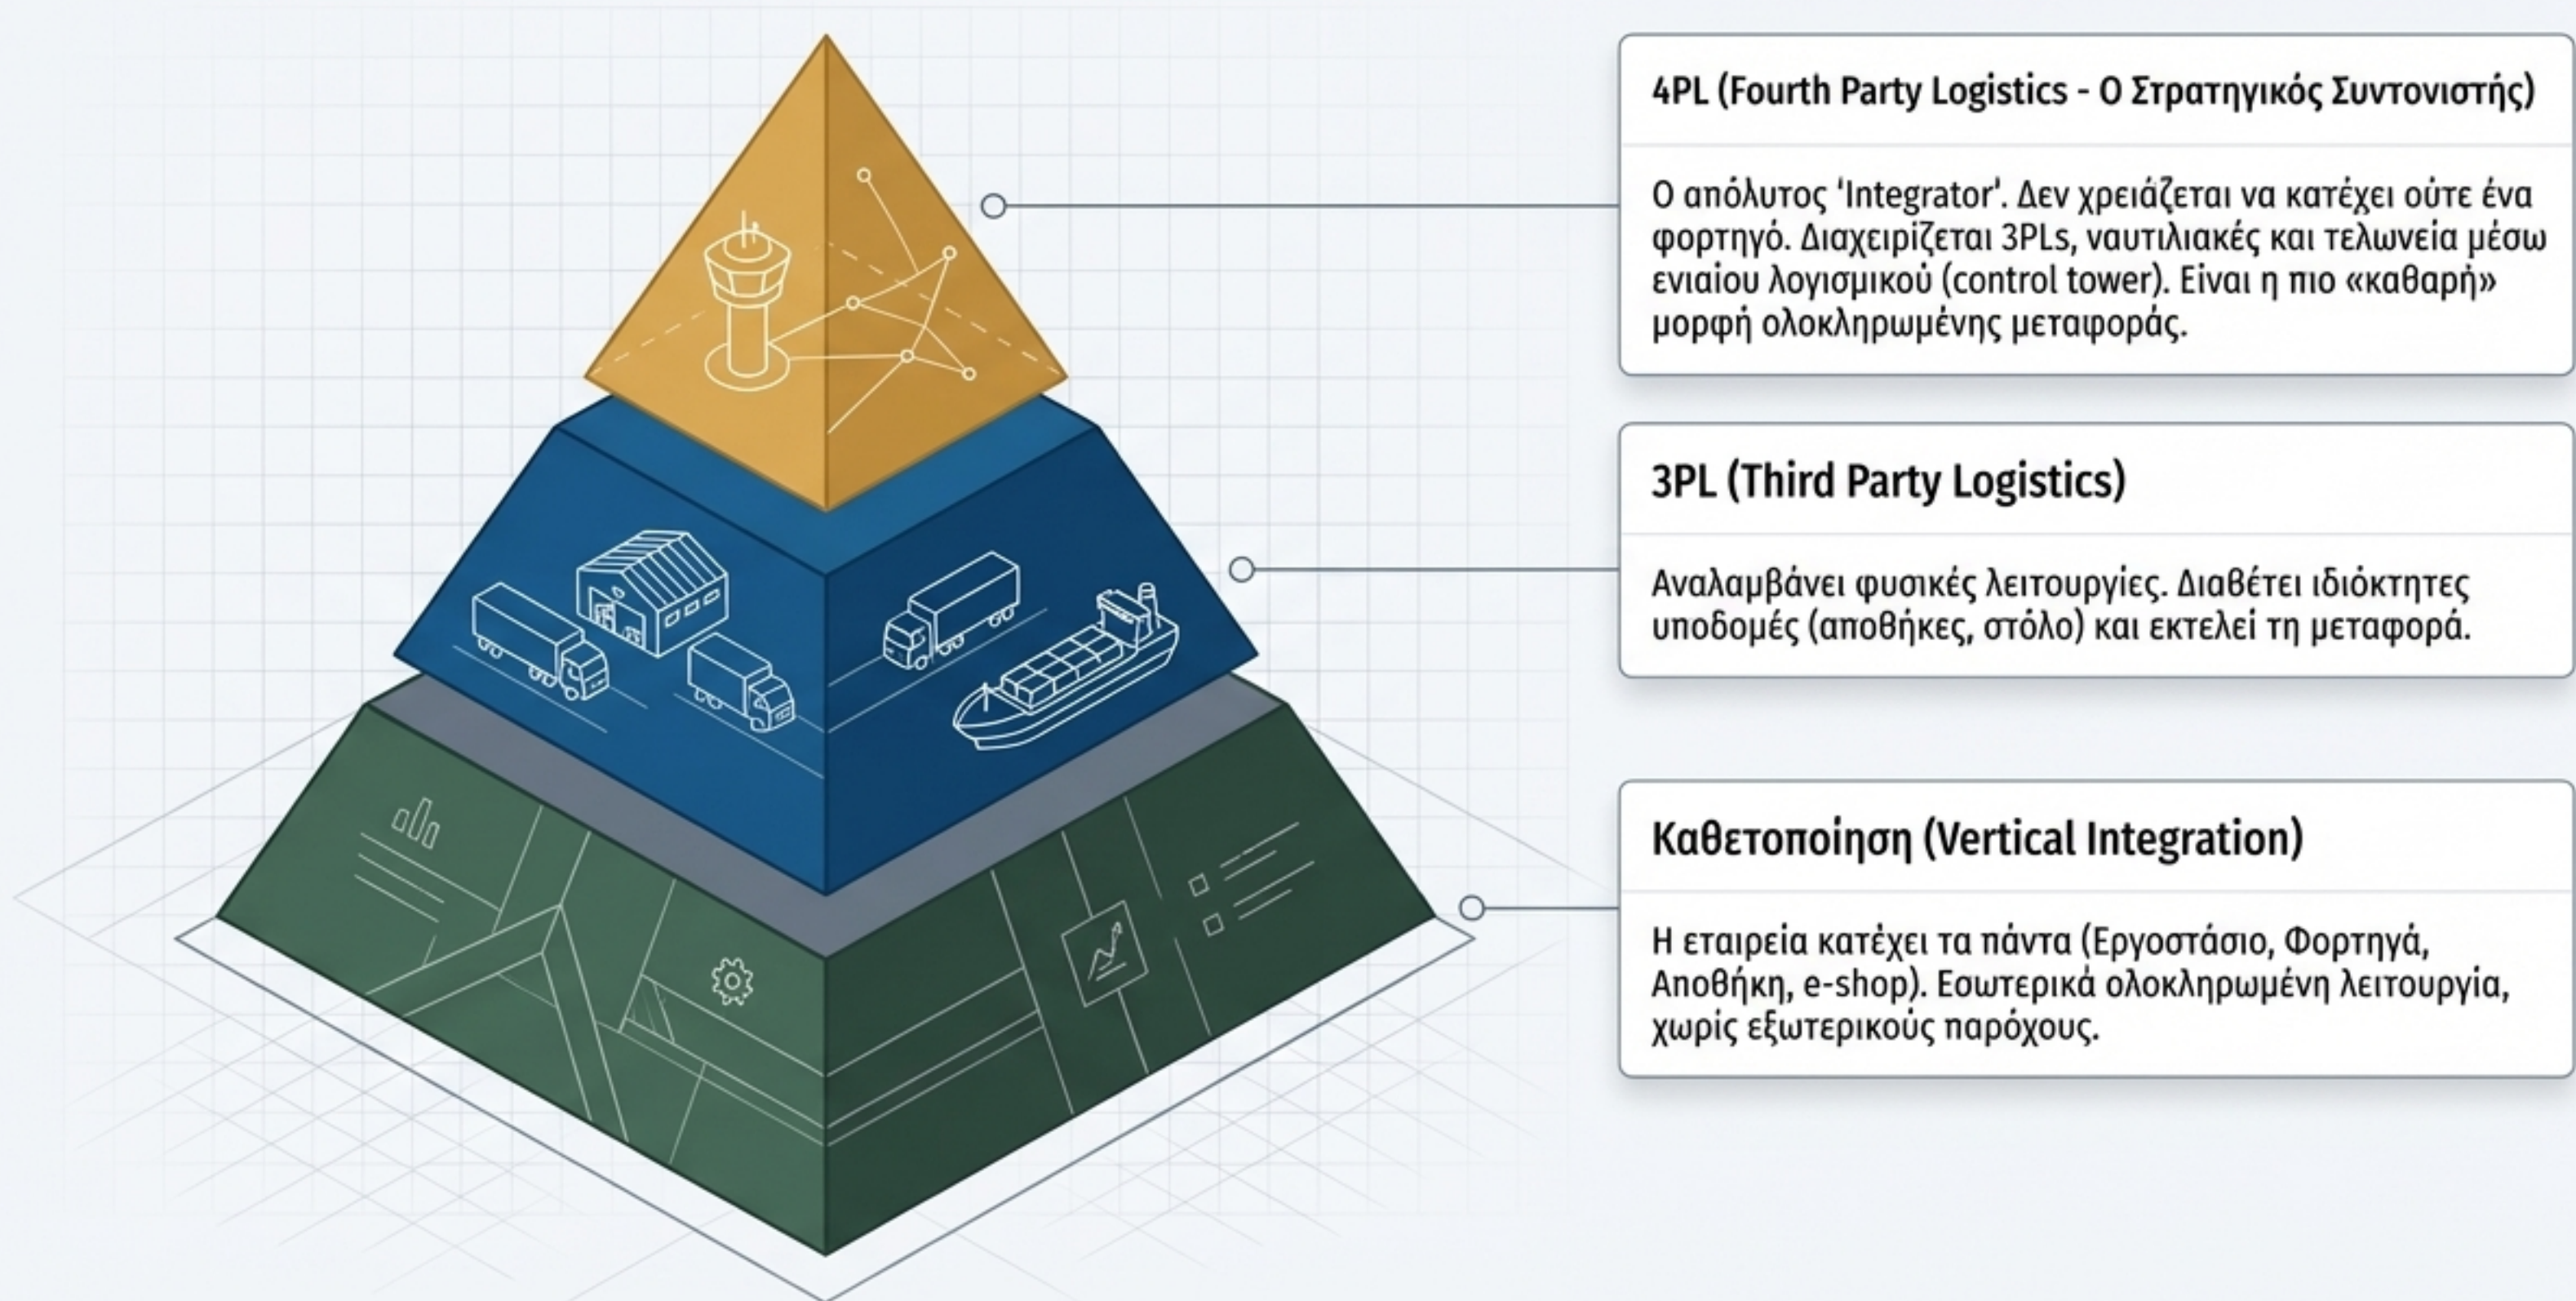 4PL (Fourth Party Logistics - Ο Στρατηγικός Συντονιστής)
Ο απόλυτος 'Integrator'. Δεν χρειάζεται να κατέχει ούτε ένα
φορτηγό. Διαχειρίζεται 3PLs, ναυτιλιακές και τελωνεία μέσω
ενιαίου λογισμικού (control tower). Είναι η πιο «καθαρή»
μορφή ολοκληρωμένης μεταφοράς.
3PL (Third Party Logistics)
Αναλαμβάνει φυσικές λειτουργίες. Διαθέτει ιδιόκτητες
υποδομές (αποθήκες, στόλο) και εκτελεί τη μεταφορά.
Καθετοποίηση (Vertical Integration)
Η εταιρεία κατέχει τα πάντα (Εργοστάσιο, Φορτηγά,
Αποθήκη, e-shop). Εσωτερικά ολοκληρωμένη λειτουργία,
χωρίς εξωτερικούς παρόχους.